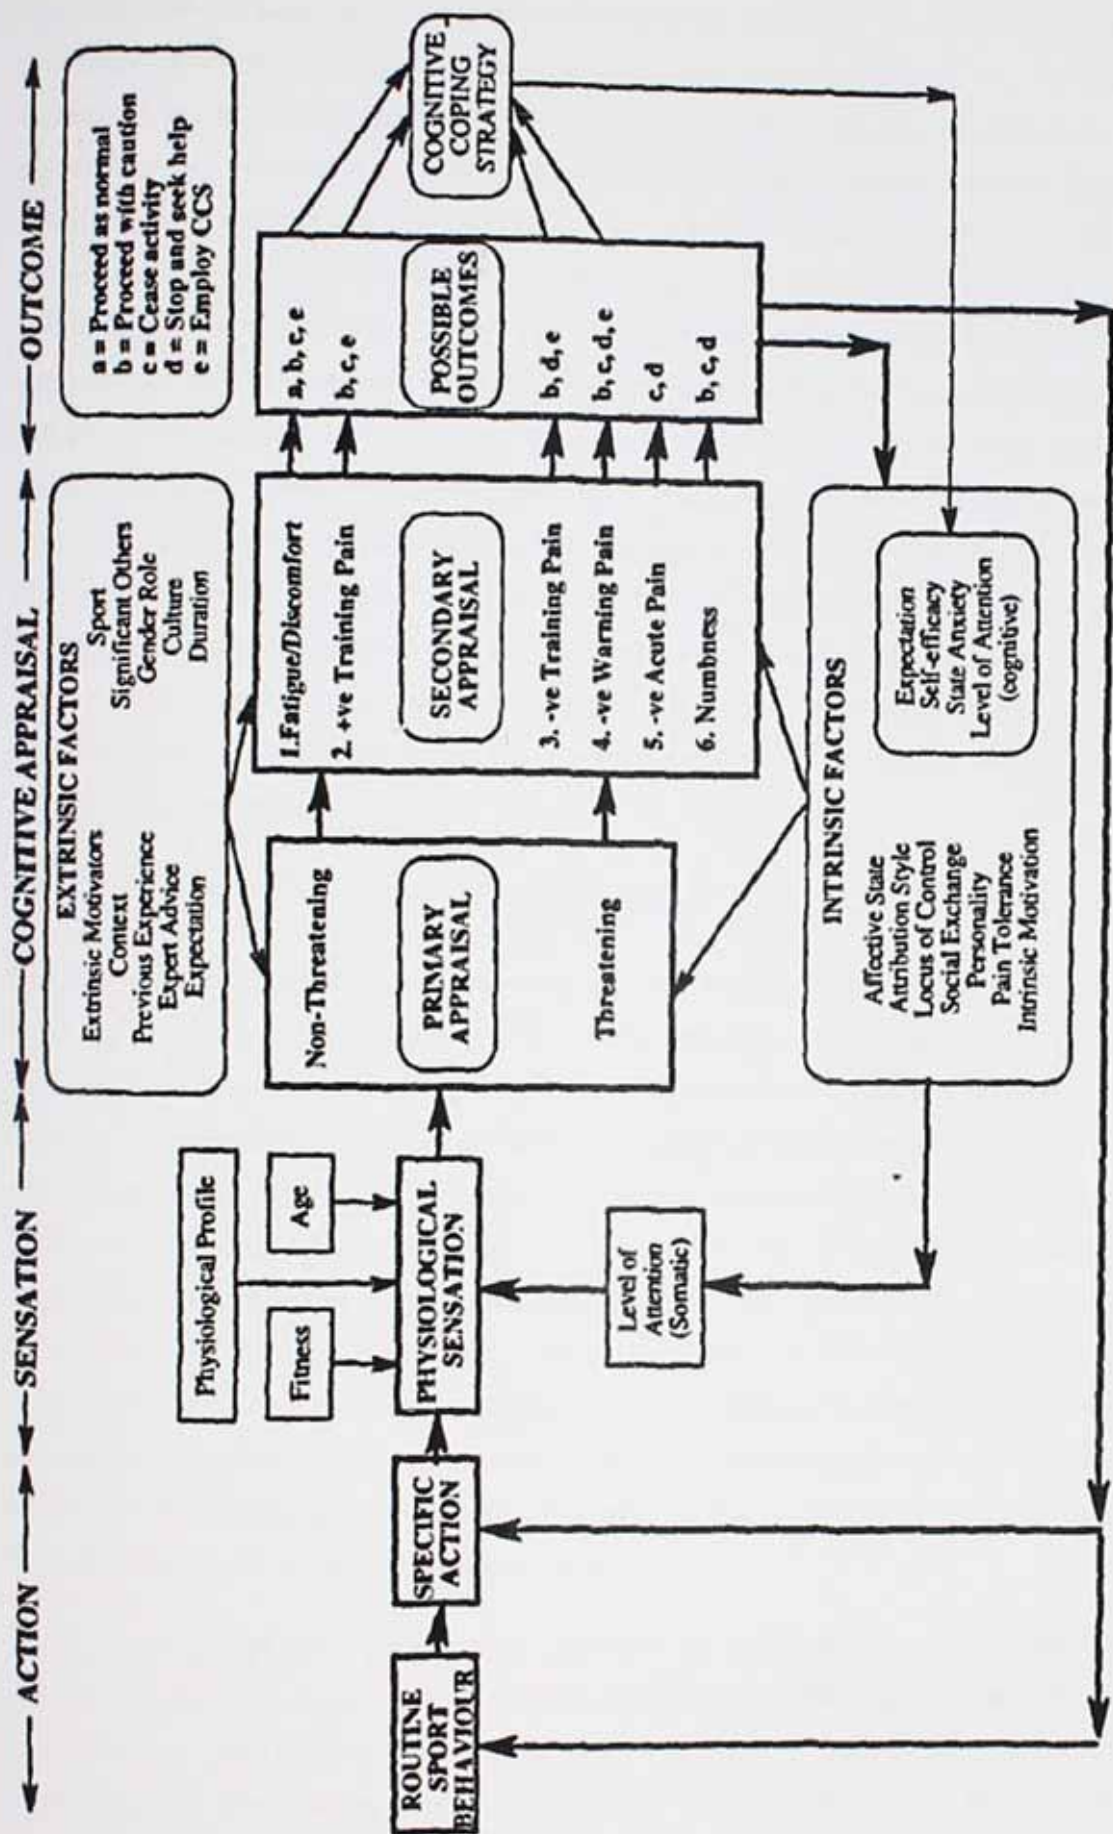 ACTION
SENSATION
COGNITIVE APPRAISAL
OUTCOME
EXTRINSIC FACTORS
Extrinsic Motivators
Context
Previous Experience
Expert Advice
Expectation
Sport
Significant Others
Gender Role
Culture
Duration
a = Proceed as normal
b = Proceed with caution
c = Cease activity
d = Stop and seek help
e = Employ CCS
Physiological Profile
Fitness
Age
ROUTINE
SPORT
BEHAVIOUR
SPECIFIC
ACTION
PHYSIOLOGICAL
SENSATION
Level of
Attention
(Somatic)
Non-Threatening
PRIMARY
APPRAISAL
Threatening
1.Fatigue/Discomfort
2. +ve Training Pain
SECONDARY
APPRAISAL
3. -ve Training Pain
4. -ve Warning Pain
5. -ve Acute Pain
6. Numbness
a, b, c, e
b, c, e
POSSIBLE
OUTCOMES
b, d, e
b, c, d, e
c, d
b, c, d
COGNITIVE
COPING
STRATEGY
INTRINSIC FACTORS
Affective State
Attribution Style
Locus of Control
Social Exchange
Personality
Pain Tolerance
Intrinsic Motivation
Expectation
Self-efficacy
State Anxiety
Level of Attention
(cognitive)